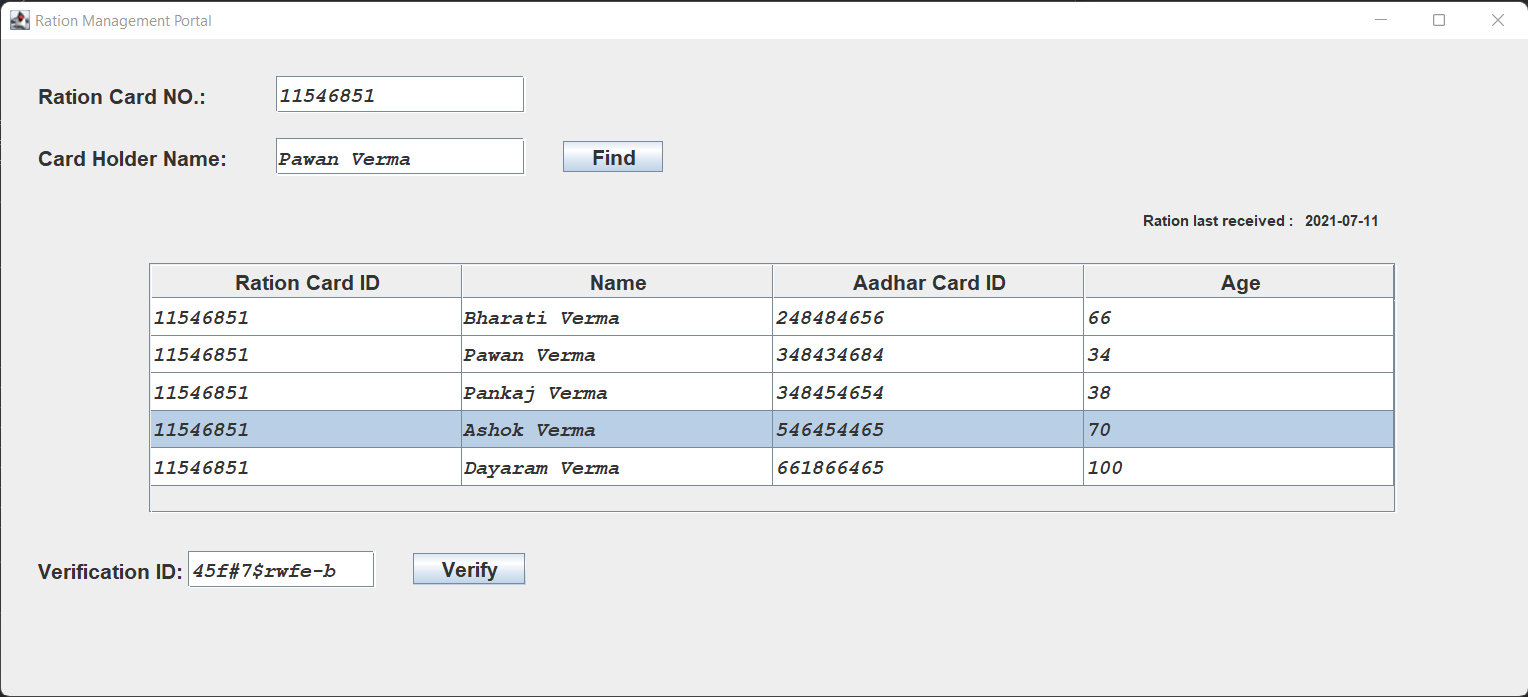 Ration Management Portal
Ration Card NO.: 11546851
Card Holder Name: Pawan Verma Find
Ration last received : 2021-07-11
Ration Card ID Name Aadhar Card ID Age
11546851 Bharati Verma 248484656 66
11546851 Pawan Verma 348434684 34
11546851 Pankaj Verma 348454654 38
11546851 Ashok Verma 546454465 70
11546851 Dayaram Verma 661866465 100
Verification ID: 45f#7$rwfe-b Verify